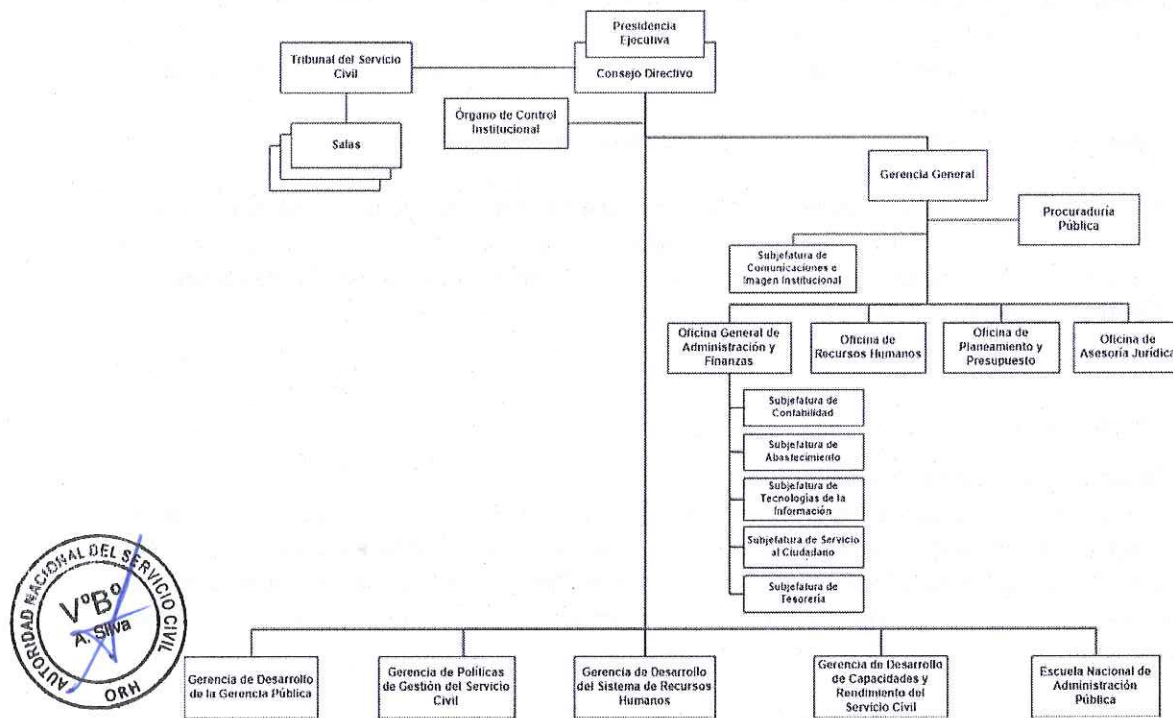 Presidencia
Ejecutiva
Consejo Directivo
Tribunal del Servicio
Civil
Órgano de Control
Institucional
Salas
Gerencia General
Procuraduría
Pública
Subjefatura de
Comunicaciones e
Imagen Institucional
Oficina General de
Administración y
Finanzas
Oficina de
Recursos Humanos
Oficina de
Planeamiento y
Presupuesto
Oficina de
Asesoría Jurídica
Subjefatura de
Contabilidad
Subjefatura de
Abastecimiento
Subjefatura de
Tecnologías de la
Información
Subjefatura de Servicio
al Ciudadano
Subjefatura de
Tesorería
AUTORIDAD NACIONAL DEL SERVICIO CIVIL
V°B°
A. Silva
ORH
Gerencia de Desarrollo
de la Gerencia Pública
Gerencia de Políticas
de Gestión del Servicio
Civil
Gerencia de Desarrollo
del Sistema de Recursos
Humanos
Gerencia de Desarrollo
de Capacidades y
Rendimiento del
Servicio Civil
Escuela Nacional de
Administración
Pública